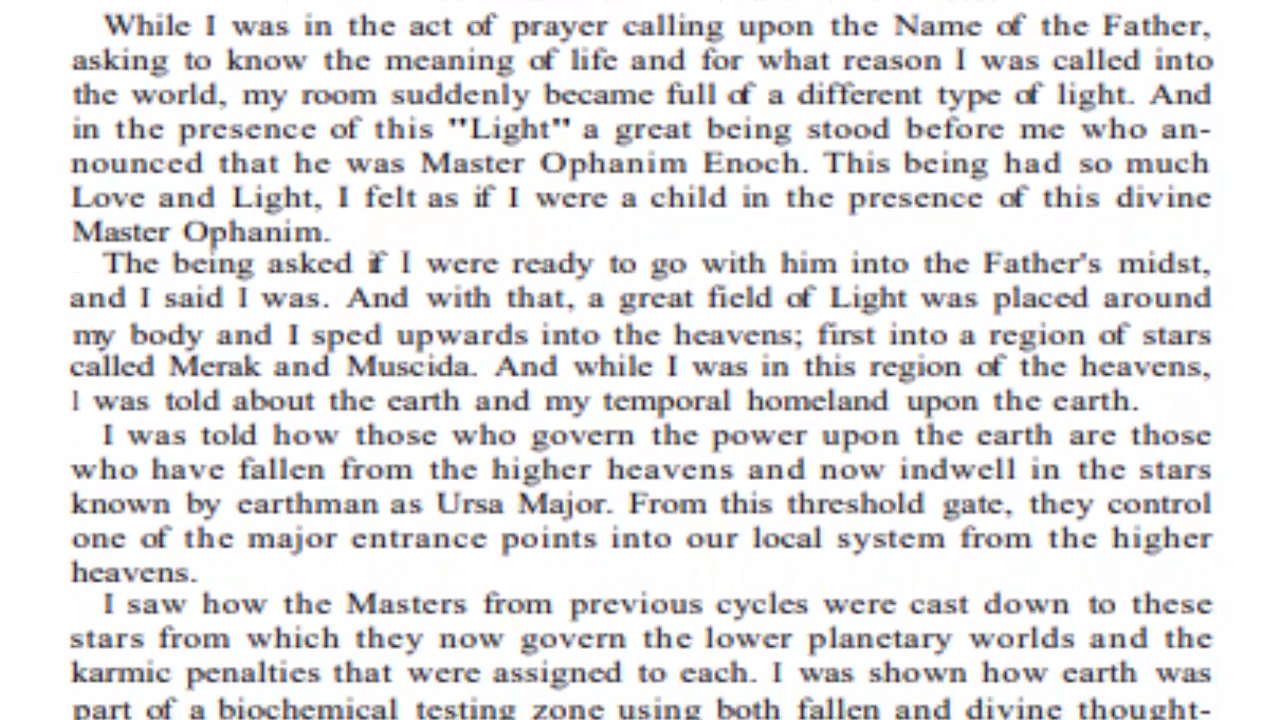 While I was in the act of prayer calling upon the Name of the Father,
asking to know the meaning of life and for what reason I was called into
the world, my room suddenly became full of a different type of light. And
in the presence of this "Light" a great being stood before me who an-
nounced that he was Master Ophanim Enoch. This being had so much
Love and Light, I felt as if I were a child in the presence of this divine
Master Ophanim.
The being asked if I were ready to go with him into the Father's midst,
and I said I was. And with that, a great field of Light was placed around
my body and I sped upwards into the heavens; first into a region of stars
called Merak and Muscida. And while I was in this region of the heavens,
I was told about the earth and my temporal homeland upon the earth.
I was told how those who govern the power upon the earth are those
who have fallen from the higher heavens and now indwell in the stars
known by earthman as Ursa Major. From this threshold gate, they control
one of the major entrance points into our local system from the higher
heavens.
I saw how the Masters from previous cycles were cast down to these
stars from which they now govern the lower planetary worlds and the
karmic penalties that were assigned to each. I was shown how earth was
part of a biochemical testing zone using both fallen and divine thought-